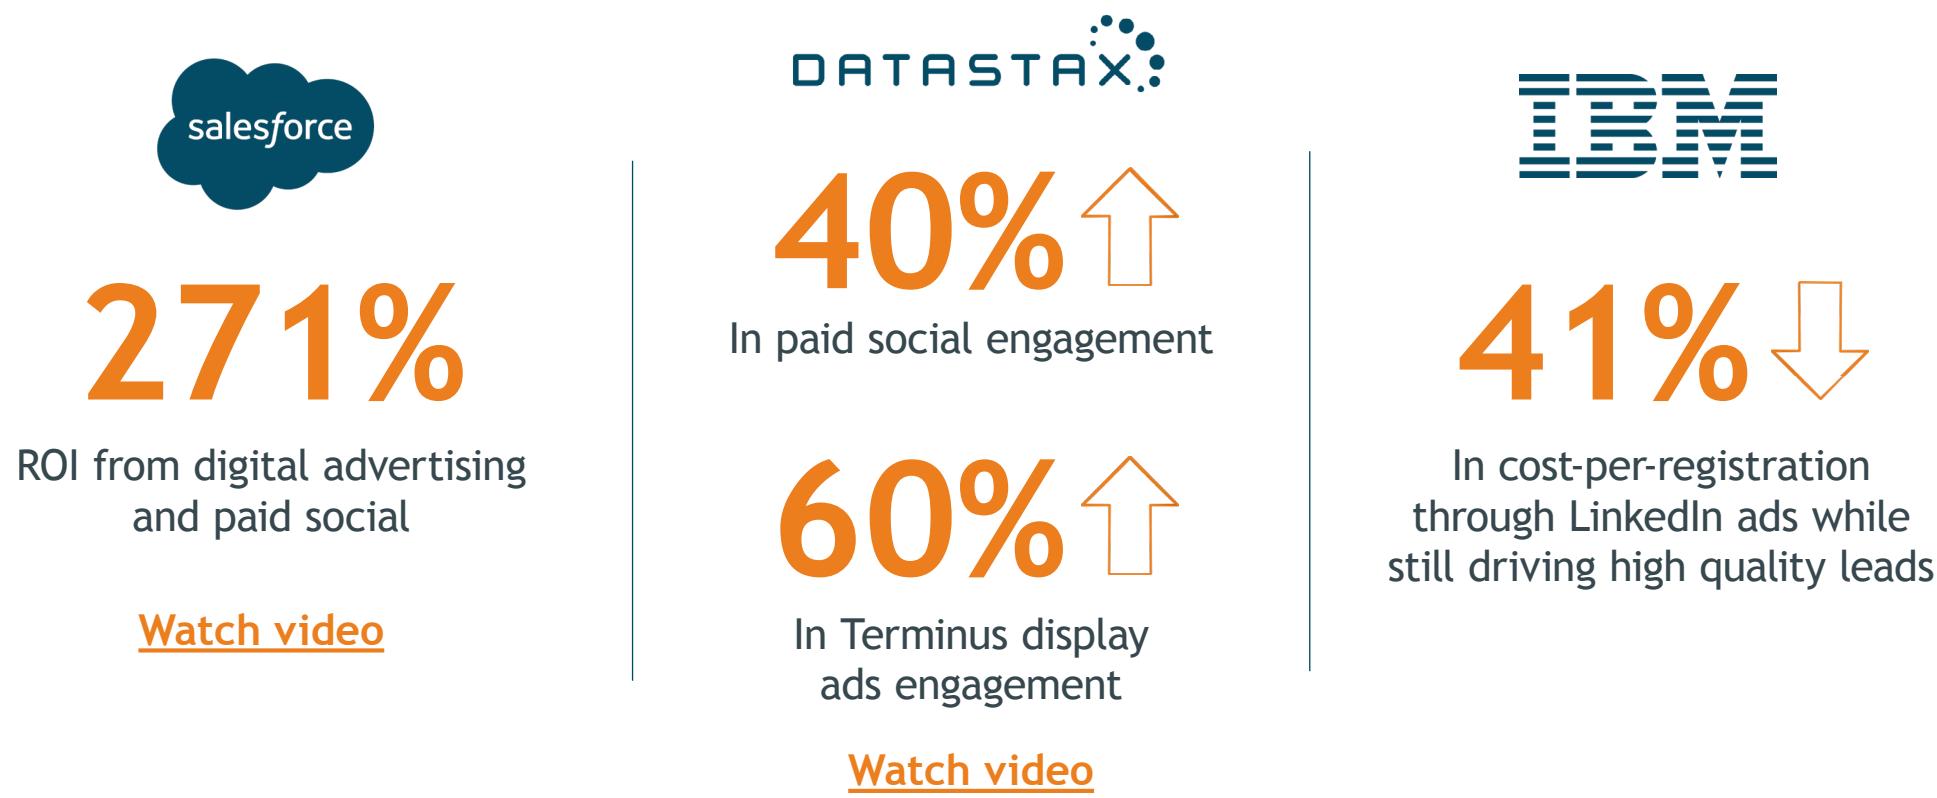 salesforce
271%
ROI from digital advertising
and paid social
Watch video
DATASTAX
40%
In paid social engagement
60%
In Terminus display
ads engagement
Watch video
IBM
41%
In cost-per-registration
through LinkedIn ads while
still driving high quality leads